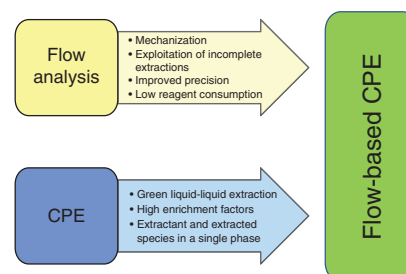 Flow
analysis
• Mechanization
• Exploitation of incomplete
extractions
• Improved precision
• Low reagent consumption
CPE
• Green liquid-liquid extraction
• High enrichment factors
• Extractant and extracted
species in a single phase
Flow-based CPE